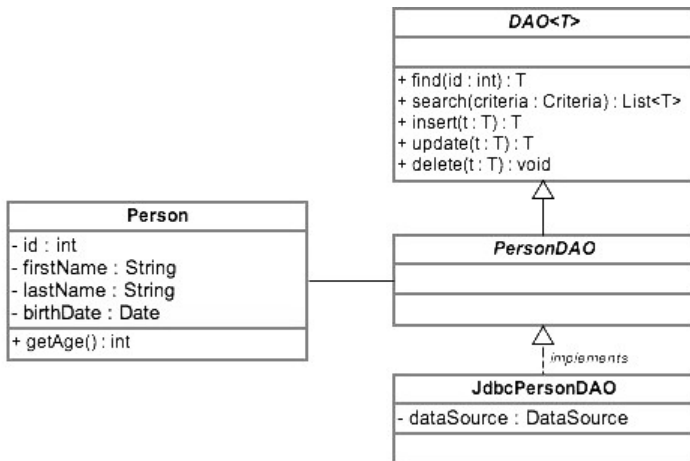 DAO<T>
+ find(id : int) : T
+ search(criteria : Criteria) : List<T>
+ insert(t : T) : T
+ update(t : T) : T
+ delete(t : T) : void
Person
- id : int
- firstName : String
- lastName : String
- birthDate : Date
+ getAge() : int
PersonDAO
implements
JdbcPersonDAO
- dataSource : DataSource